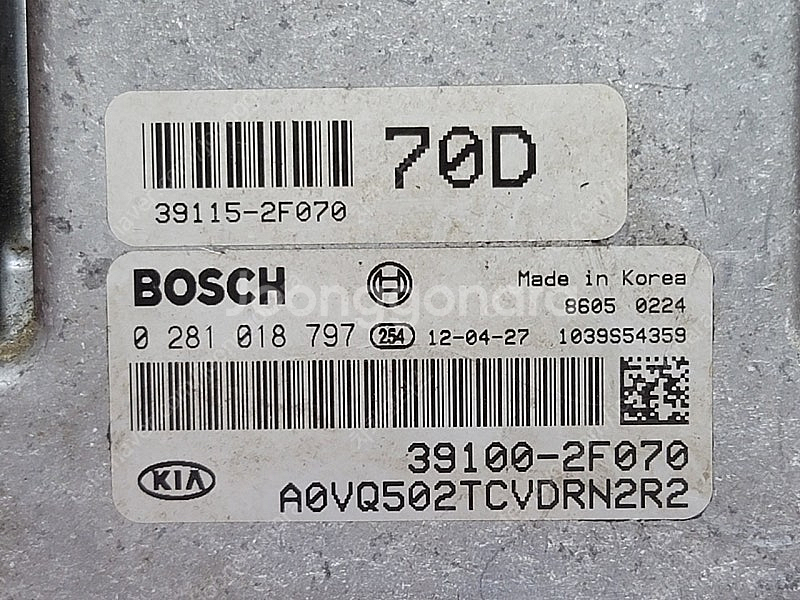 70D
39115-2F070
BOSCH
Made in Korea
8605 0224
0 281 018 797 254 12-04-27 1039S54359
39100-2F070
KIA
A0VQ502TCVDRN2R2
Joonggonara